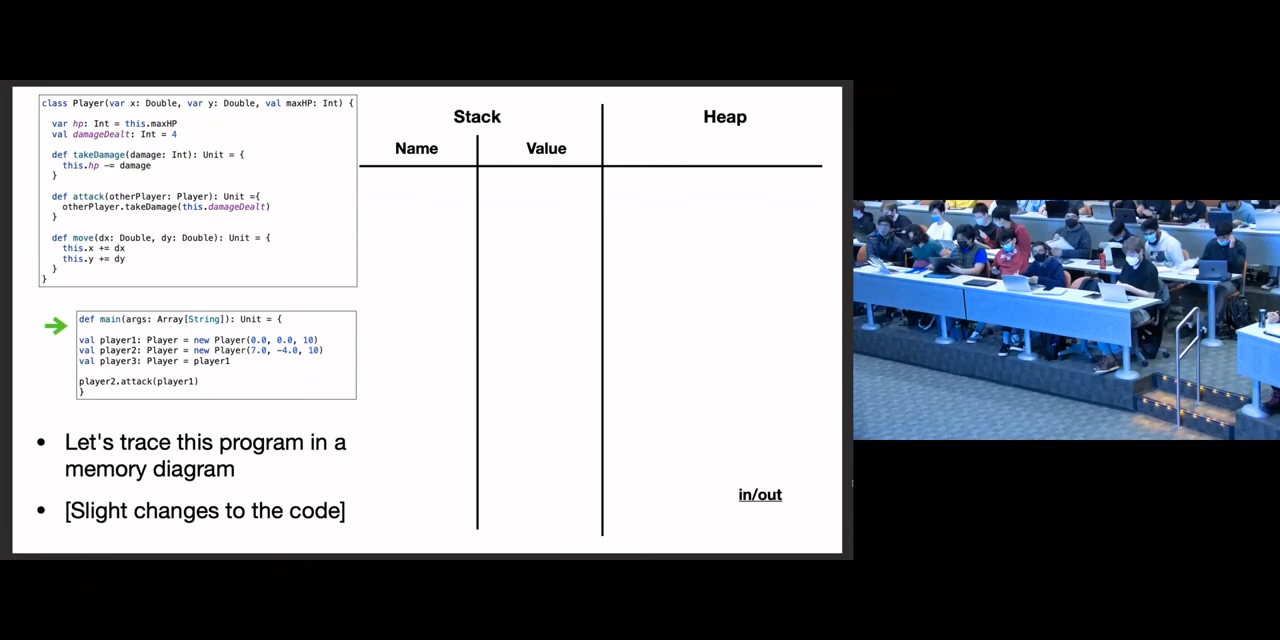 class Player(var x: Double, var y: Double, val maxHP: Int) {
var hp: Int = this.maxHP
val damageDealt: Int = 4
def takeDamage(damage: Int): Unit = {
this.hp -= damage
}
def attack(otherPlayer: Player): Unit ={
otherPlayer.takeDamage(this.damageDealt)
}
def move(dx: Double, dy: Double): Unit = {
this.x += dx
this.y += dy
}
}
def main(args: Array[String]): Unit = {
val player1: Player = new Player(0.0, 0.0, 10)
val player2: Player = new Player(7.0, -4.0, 10)
val player3: Player = player1
player2.attack(player1)
}
• Let's trace this program in a
memory diagram
• [Slight changes to the code]
Stack
Heap
Name
Value
in/out